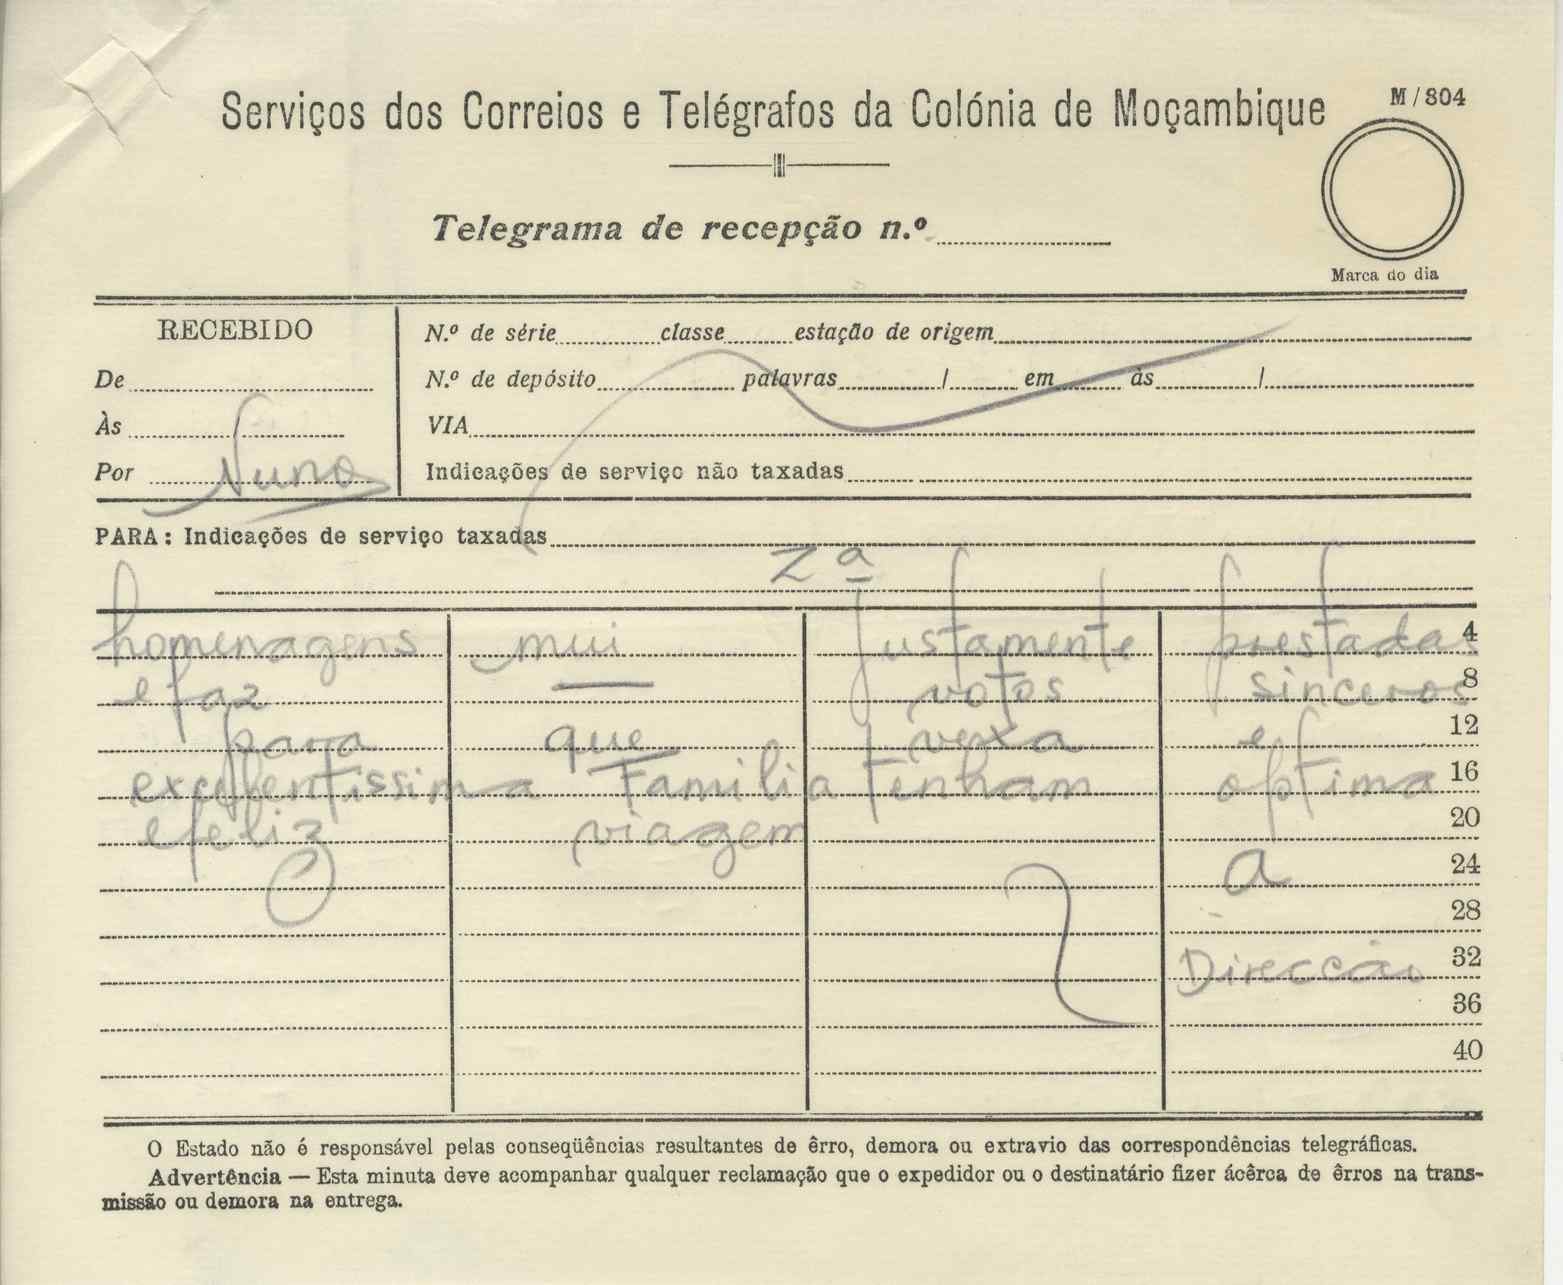 Serviços dos Correios e Telégrafos da Colónia de Moçambique
M/804
Telegrama de recepção n.º
Marca do dia
RECEBIDO
De
Às /
Por Nuno
N.º de série classe estação de origem
N.º de depósito palavras / em às /
VIA
Indicações de serviço não taxadas
PARA: Indicações de serviço taxadas
2ª
homenagens mui justamente prestadas 4
e faz votos sinceros 8
para que vexa e 12
excellentissima familia tenham optima 16
e feliz viagem 20
a 24
28
Direccão 32
36
40
O Estado não é responsável pelas conseqüências resultantes de êrro, demora ou extravio das correspondências telegráficas.
Advertência — Esta minuta deve acompanhar qualquer reclamação que o expedidor ou o destinatário fizer ácêrca de êrros na trans-
missão ou demora na entrega.